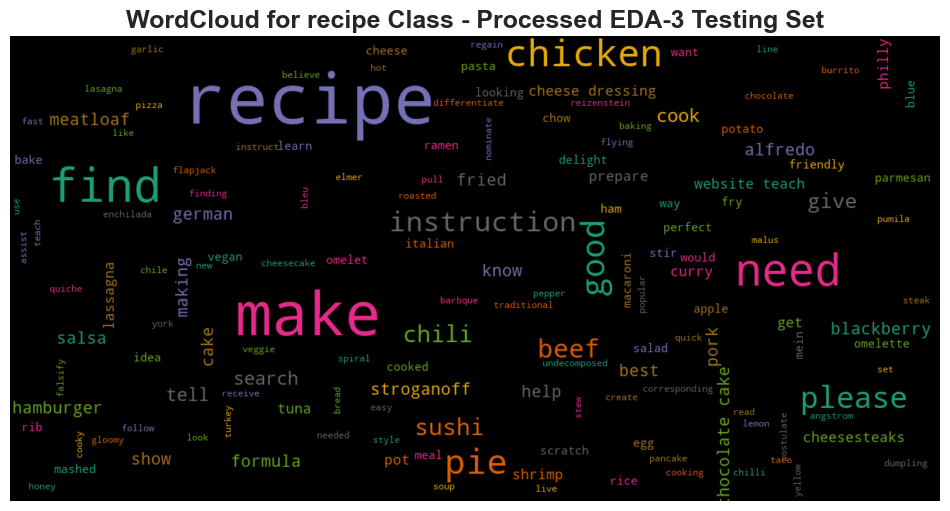 WordCloud for recipe Class - Processed EDA-3 Testing Set
garlic
cheese
regain
chicken
want
line
philly
believe
hot
pasta
burrito
blue
lasagna
recipe
looking
cheese dressing
chocolate
pizza
differentiate
reizenstein
meatloaf
chow
cook
fast
like
nominate
baking
potato
instruct
learn
ramen
flying
alfredo
bake
delight
friendly
find
flapjack
elmer
pull
fried
prepare
website teach
parmesan
finding
bleu
roasted
use
enchilada
german
ham
way
fry
give
instruction
good
perfect
pumila
teach
assist
italian
malus
vegan
omelet
stir
would
new
cheesecake
know
macaroni
curry
need
chile
making
popular
steak
quiche
lassagna
barbque
pepper
traditional
apple
york
make
get
blackberry
salsa
cake
chili
quick
mein
omelette
idea
veggie
spiral
beef
salad
pork
undecomposed
falsify
cooked
search
best
set
tell
receive
stroganoff
help
corresponding
please
hamburger
bread
easy
tuna
stew
create
chocolate cake
read
angstrom
rib
follow
turkey
sushi
lemon
cooky
gloomy
look
needed
style
egg
postulate
cheesesteaks
mashed
show
formula
pot
meal
pie
scratch
pancake
taco
shrimp
cooking
chilli
yellow
dumpling
honey
soup
live
rice